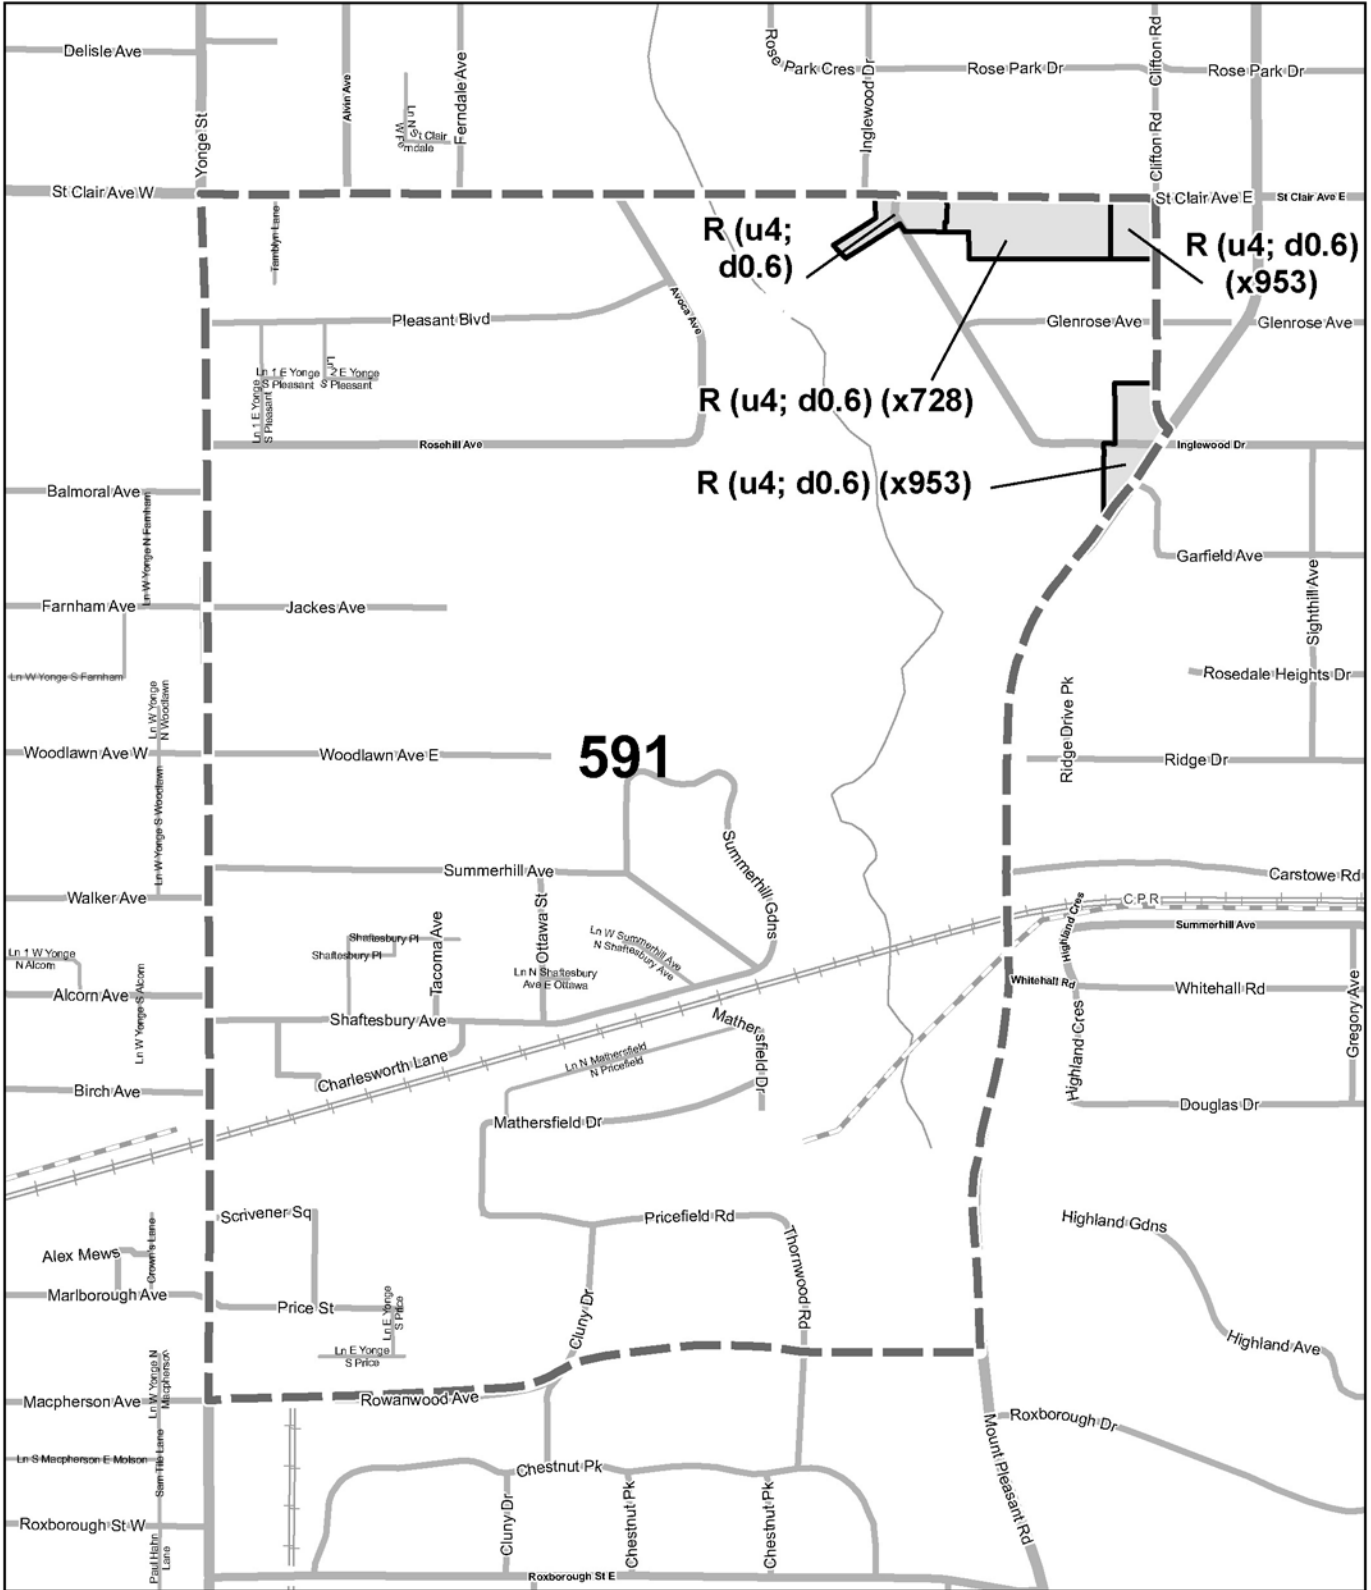 Delisle Ave
Yonge St
Alvin Ave
Ln N St Clair
W Ferndale
Ferndale Ave
Rose Park Cres
Inglewood Dr
Rose Park Dr
Clifton Rd
Rose Park Dr
Clifton Rd
St Clair Ave W
St Clair Ave E
St Clair Ave E
Tamblyn Lane
R (u4;
d0.6)
R (u4; d0.6)
(x953)
Avoca Ave
Pleasant Blvd
Glenrose Ave
Glenrose Ave
Ln 1 E Yonge
S Pleasant
Ln 2 E Yonge
S Pleasant
Ln 1 E Yonge
S Pleasant
R (u4; d0.6) (x728)
Rosehill Ave
Inglewood Dr
R (u4; d0.6) (x953)
Balmoral Ave
Ln W Yonge N Farnham
Garfield Ave
Sighthill Ave
Farnham Ave
Jackes Ave
Ln W Yonge S Farnham
Rosedale Heights Dr
Ln W Yonge
N Woodlawn
Ridge Drive Pk
Woodlawn Ave W
Woodlawn Ave E
591
Ridge Dr
Ln W Yonge S Woodlawn
Summerhill Gdns
Summerhill Ave
Carstowe Rd
Walker Ave
Ottawa St
C P R
Highland Cres
Summerhill Ave
Tacoma Ave
Shaftesbury Pl
Shaftesbury Pl
Ln W Summerhill Ave
N Shaftesbury Ave
Ln 1 W Yonge
N Alcorn
Ln N Shaftesbury
Ave E Ottawa
Whitehall Rd
Whitehall Rd
Alcorn Ave
Ln W Yonge S Alcorn
Shaftesbury Ave
Mathersfield Dr
Gregory Ave
Highland Cres
Charlesworth Lane
Ln N Mathersfield
N Pricefield
Birch Ave
Douglas Dr
Mathersfield Dr
Scrivener Sq
Pricefield Rd
Highland Gdns
Thornwood Rd
Alex Mews
Crown's Lane
Marlborough Ave
Price St
Ln E Yonge
S Price
Cluny Dr
Highland Ave
Ln E Yonge
S Price
Ln W Yonge N
Macpherson
Macpherson Ave
Rowanwood Ave
Roxborough Dr
Mount Pleasant Rd
Ln S Macpherson E Molson
Sam Tile Lane
Chestnut Pk
Cluny Dr
Chestnut Pk
Chestnut Pk
Roxborough St W
Paul Hahn
Lane
Roxborough St E